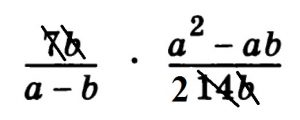 7b/(a − b) · (a² − ab)/(2 14b)